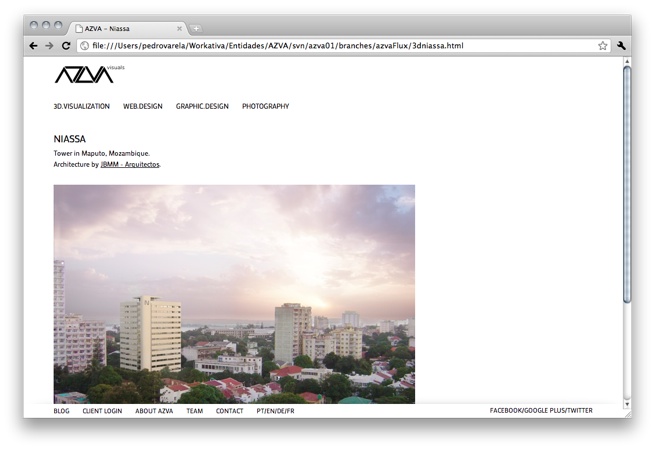 AZVA – Niassa
file:///Users/pedrovarela/Workativa/Entidades/AZVA/svn/azva01/branches/azvaFlux/3dniassa.html
AZVA visuals
3D.VISUALIZATION WEB.DESIGN GRAPHIC.DESIGN PHOTOGRAPHY
NIASSA
Tower in Maputo, Mozambique.
Architecture by JBMM - Arquitectos.
BLOG CLIENT LOGIN ABOUT AZVA TEAM CONTACT PT/EN/DE/FR FACEBOOK/GOOGLE PLUS/TWITTER